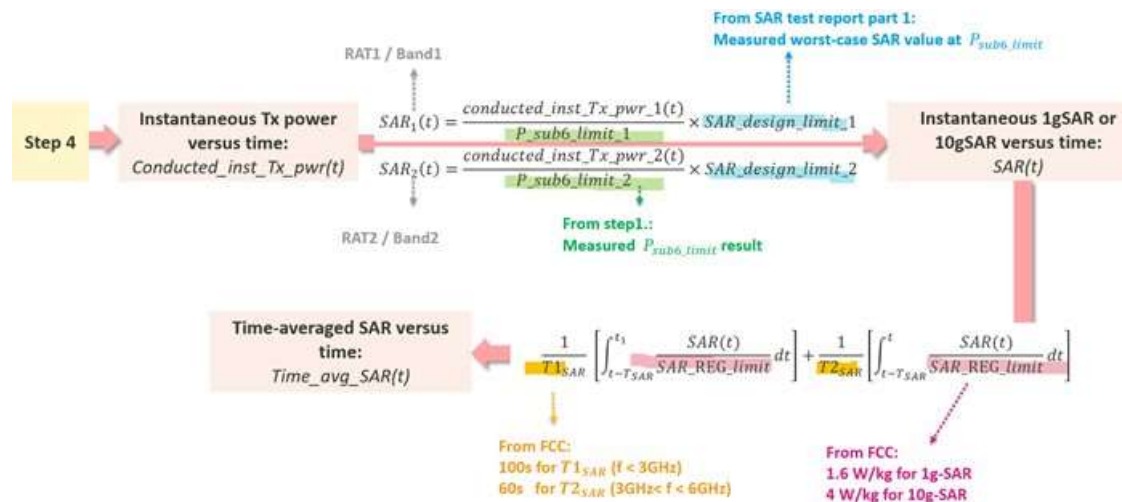 From SAR test report part 1:
Measured worst-case SAR value at P_sub6_limit
RAT1 / Band1
Step 4
Instantaneous Tx power
versus time:
Conducted_inst_Tx_pwr(t)
SAR₁(t) = conducted_inst_Tx_pwr_1(t) / P_sub6_limit_1 × SAR_design_limit_1
SAR₂(t) = conducted_inst_Tx_pwr_2(t) / P_sub6_limit_2 × SAR_design_limit_2
Instantaneous 1gSAR or
10gSAR versus time:
SAR(t)
RAT2 / Band2
From step1.:
Measured P_sub6_limit result
Time-averaged SAR versus
time:
Time_avg_SAR(t)
1/T1_SAR [∫_{t−T_SAR}^{t₁} SAR(t)/SAR_REG_limit dt] + 1/T2_SAR [∫_{t−T_SAR}^{t} SAR(t)/SAR_REG_limit dt]
From FCC:
100s for T1_SAR (f < 3GHz)
60s for T2_SAR (3GHz< f < 6GHz)
From FCC:
1.6 W/kg for 1g-SAR
4 W/kg for 10g-SAR